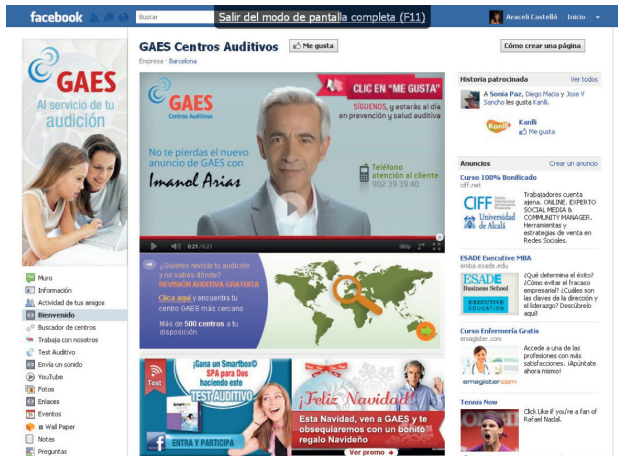 facebook
Buscar
Salir del modo de pantalla completa (F11)
Araceli Castelló
Inicio
GAES
Al servicio de tu
audición
GAES Centros Auditivos
Me gusta
Empresa · Barcelona
Cómo crear una página
GAES
Centros Auditivos
CLIC EN "ME GUSTA"
SÍGUENOS, y estarás al día
en prevención y salud auditiva
No te pierdas el nuevo
anuncio de GAES con
Imanol Arias
Teléfono
atención al cliente
902 39 39 40
0:21 / 0:21
360p
¿Quieres revisar tu audición
y no sabes dónde?
REVISIÓN AUDITIVA GRATUITA
Clica aquí y encuentra tu
centro GAES más cercano
Más de 500 centros a tu
disposición.
Test
¡Gana un Smartbox©
SPA para Dos
haciendo este
TEST AUDITIVO
ENTRA Y PARTICIPA
¡Feliz Navidad!
Esta Navidad, ven a GAES y te
obsequiaremos con un bonito
regalo Navideño
Ver promo
Muro
Información
Actividad de tus amigos
Bienvenido
Buscador de centros
Trabaja con nosotros
Test Auditivo
Envía un sonido
YouTube
Fotos
Enlaces
Eventos
Wall Paper
Notas
Preguntas
Historia patrocinada
Ver todos
A Sonia Paz, Diego Macia y Jose V
Sancho les gusta Kanlli.
Kanlli
Kanlli
Me gusta
Anuncios
Crear un anuncio
Curso 100% Bonificado
ciff.net
CIFF
Universidad
de Alcalá
Trabajadores cuenta
ajena. ONLINE. EXPERTO
SOCIAL MEDIA &
COMMUNITY MANAGER.
Herramientas y
estrategias de venta en
Redes Sociales.
ESADE Executive MBA
emba.esade.edu
ESADE
Business School
EXECUTIVE
EDUCATION
¿Qué determina el éxito?
¿Cómo evitar el fracaso
empresarial? ¿Cuáles son
las claves de la dirección y
el liderazgo? Descúbrelo
aquí!
Curso Enfermería Gratis
emagister.com
emagister.com
Accede a una de las
profesiones con más
satisfacciones. ¡Apúntate
ahora mismo!
Tennis Now
Click Like if you're a fan of
Rafael Nadal.